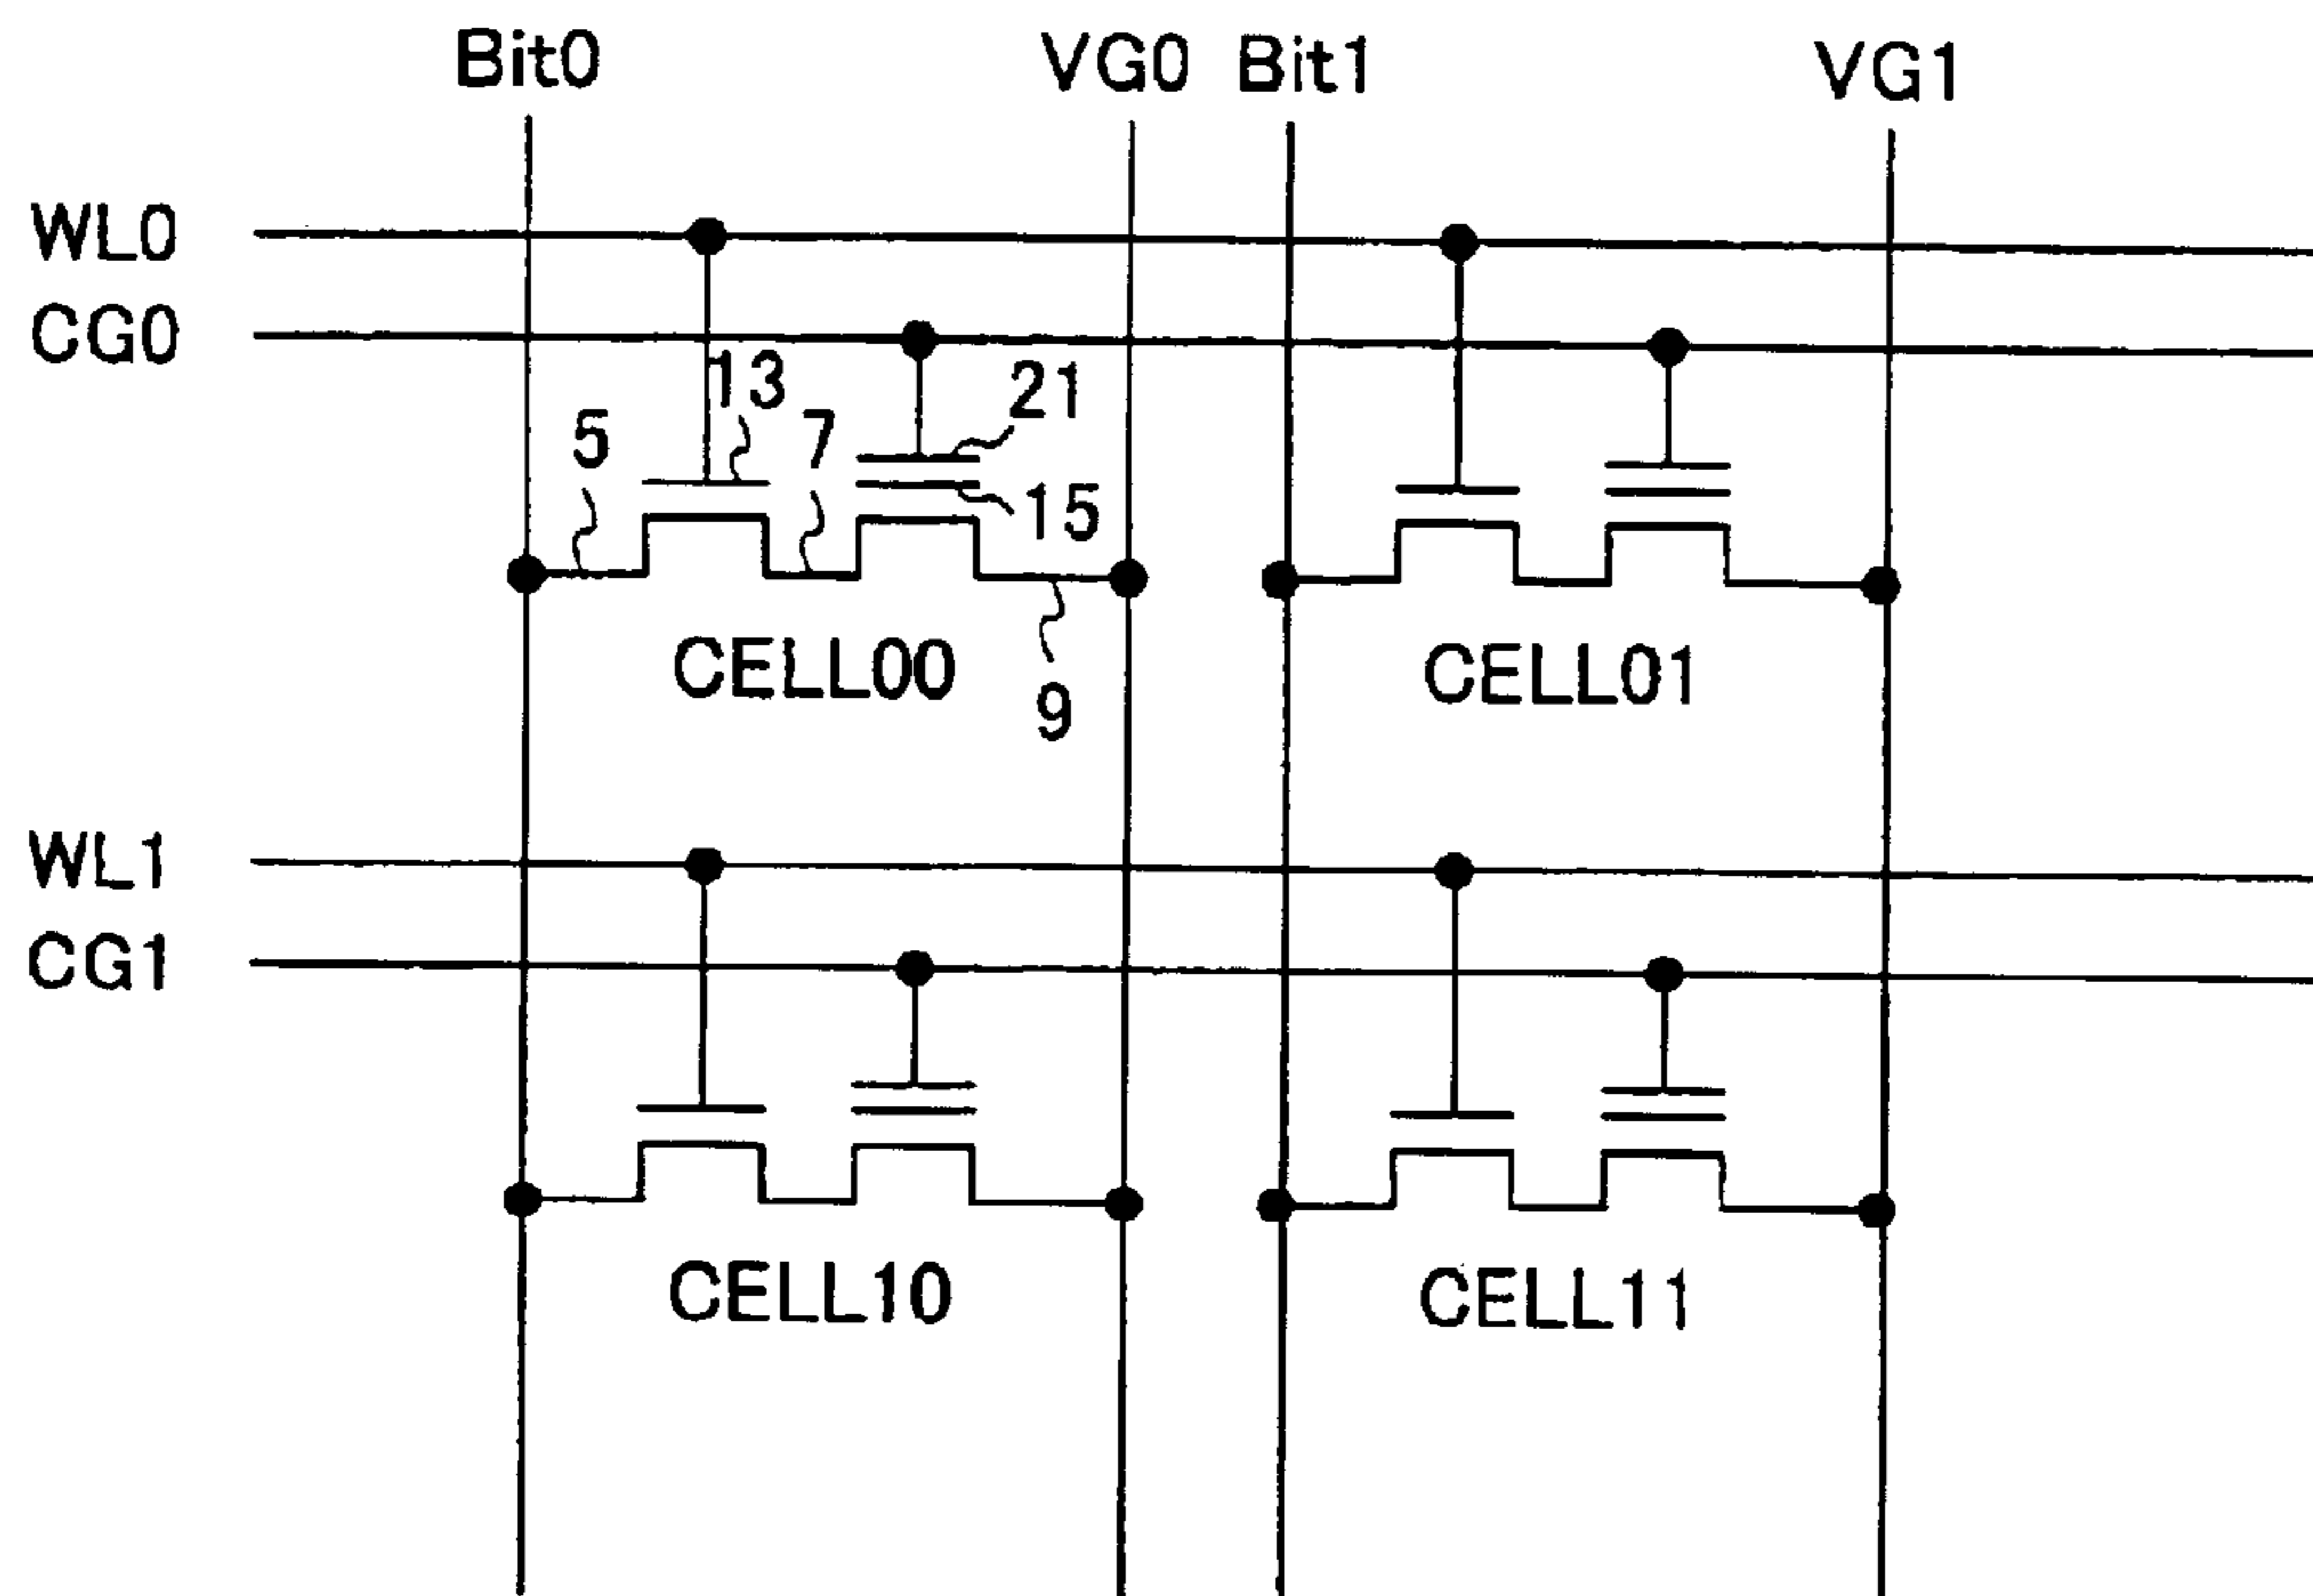 Bit0 VG0 Bit1 VG1
WL0
CG0
13
21
5
7
15
CELL00
CELL01
9
WL1
CG1
CELL10
CELL11